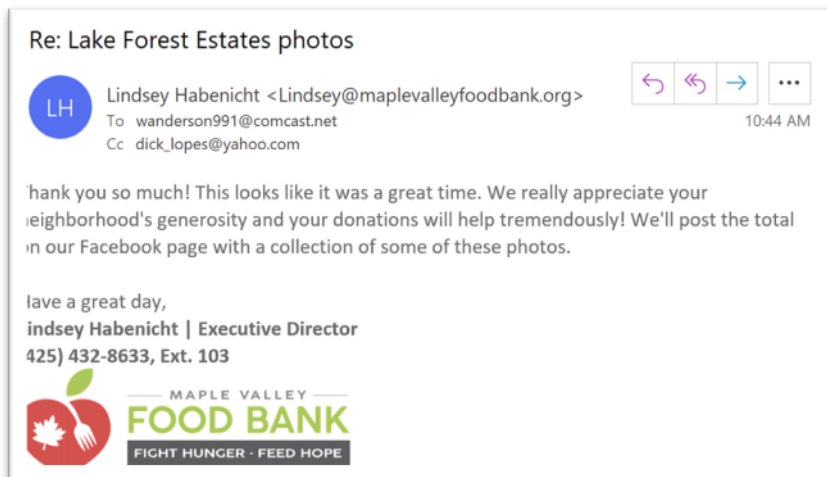 Re: Lake Forest Estates photos
LH
Lindsey Habenicht <Lindsey@maplevalleyfoodbank.org>
To wanderson991@comcast.net
10:44 AM
Cc dick_lopes@yahoo.com
hank you so much! This looks like it was a great time. We really appreciate your
eighborhood's generosity and your donations will help tremendously! We'll post the total
n our Facebook page with a collection of some of these photos.
ave a great day,
indsey Habenicht | Executive Director
425) 432-8633, Ext. 103
MAPLE VALLEY
FOOD BANK
FIGHT HUNGER · FEED HOPE